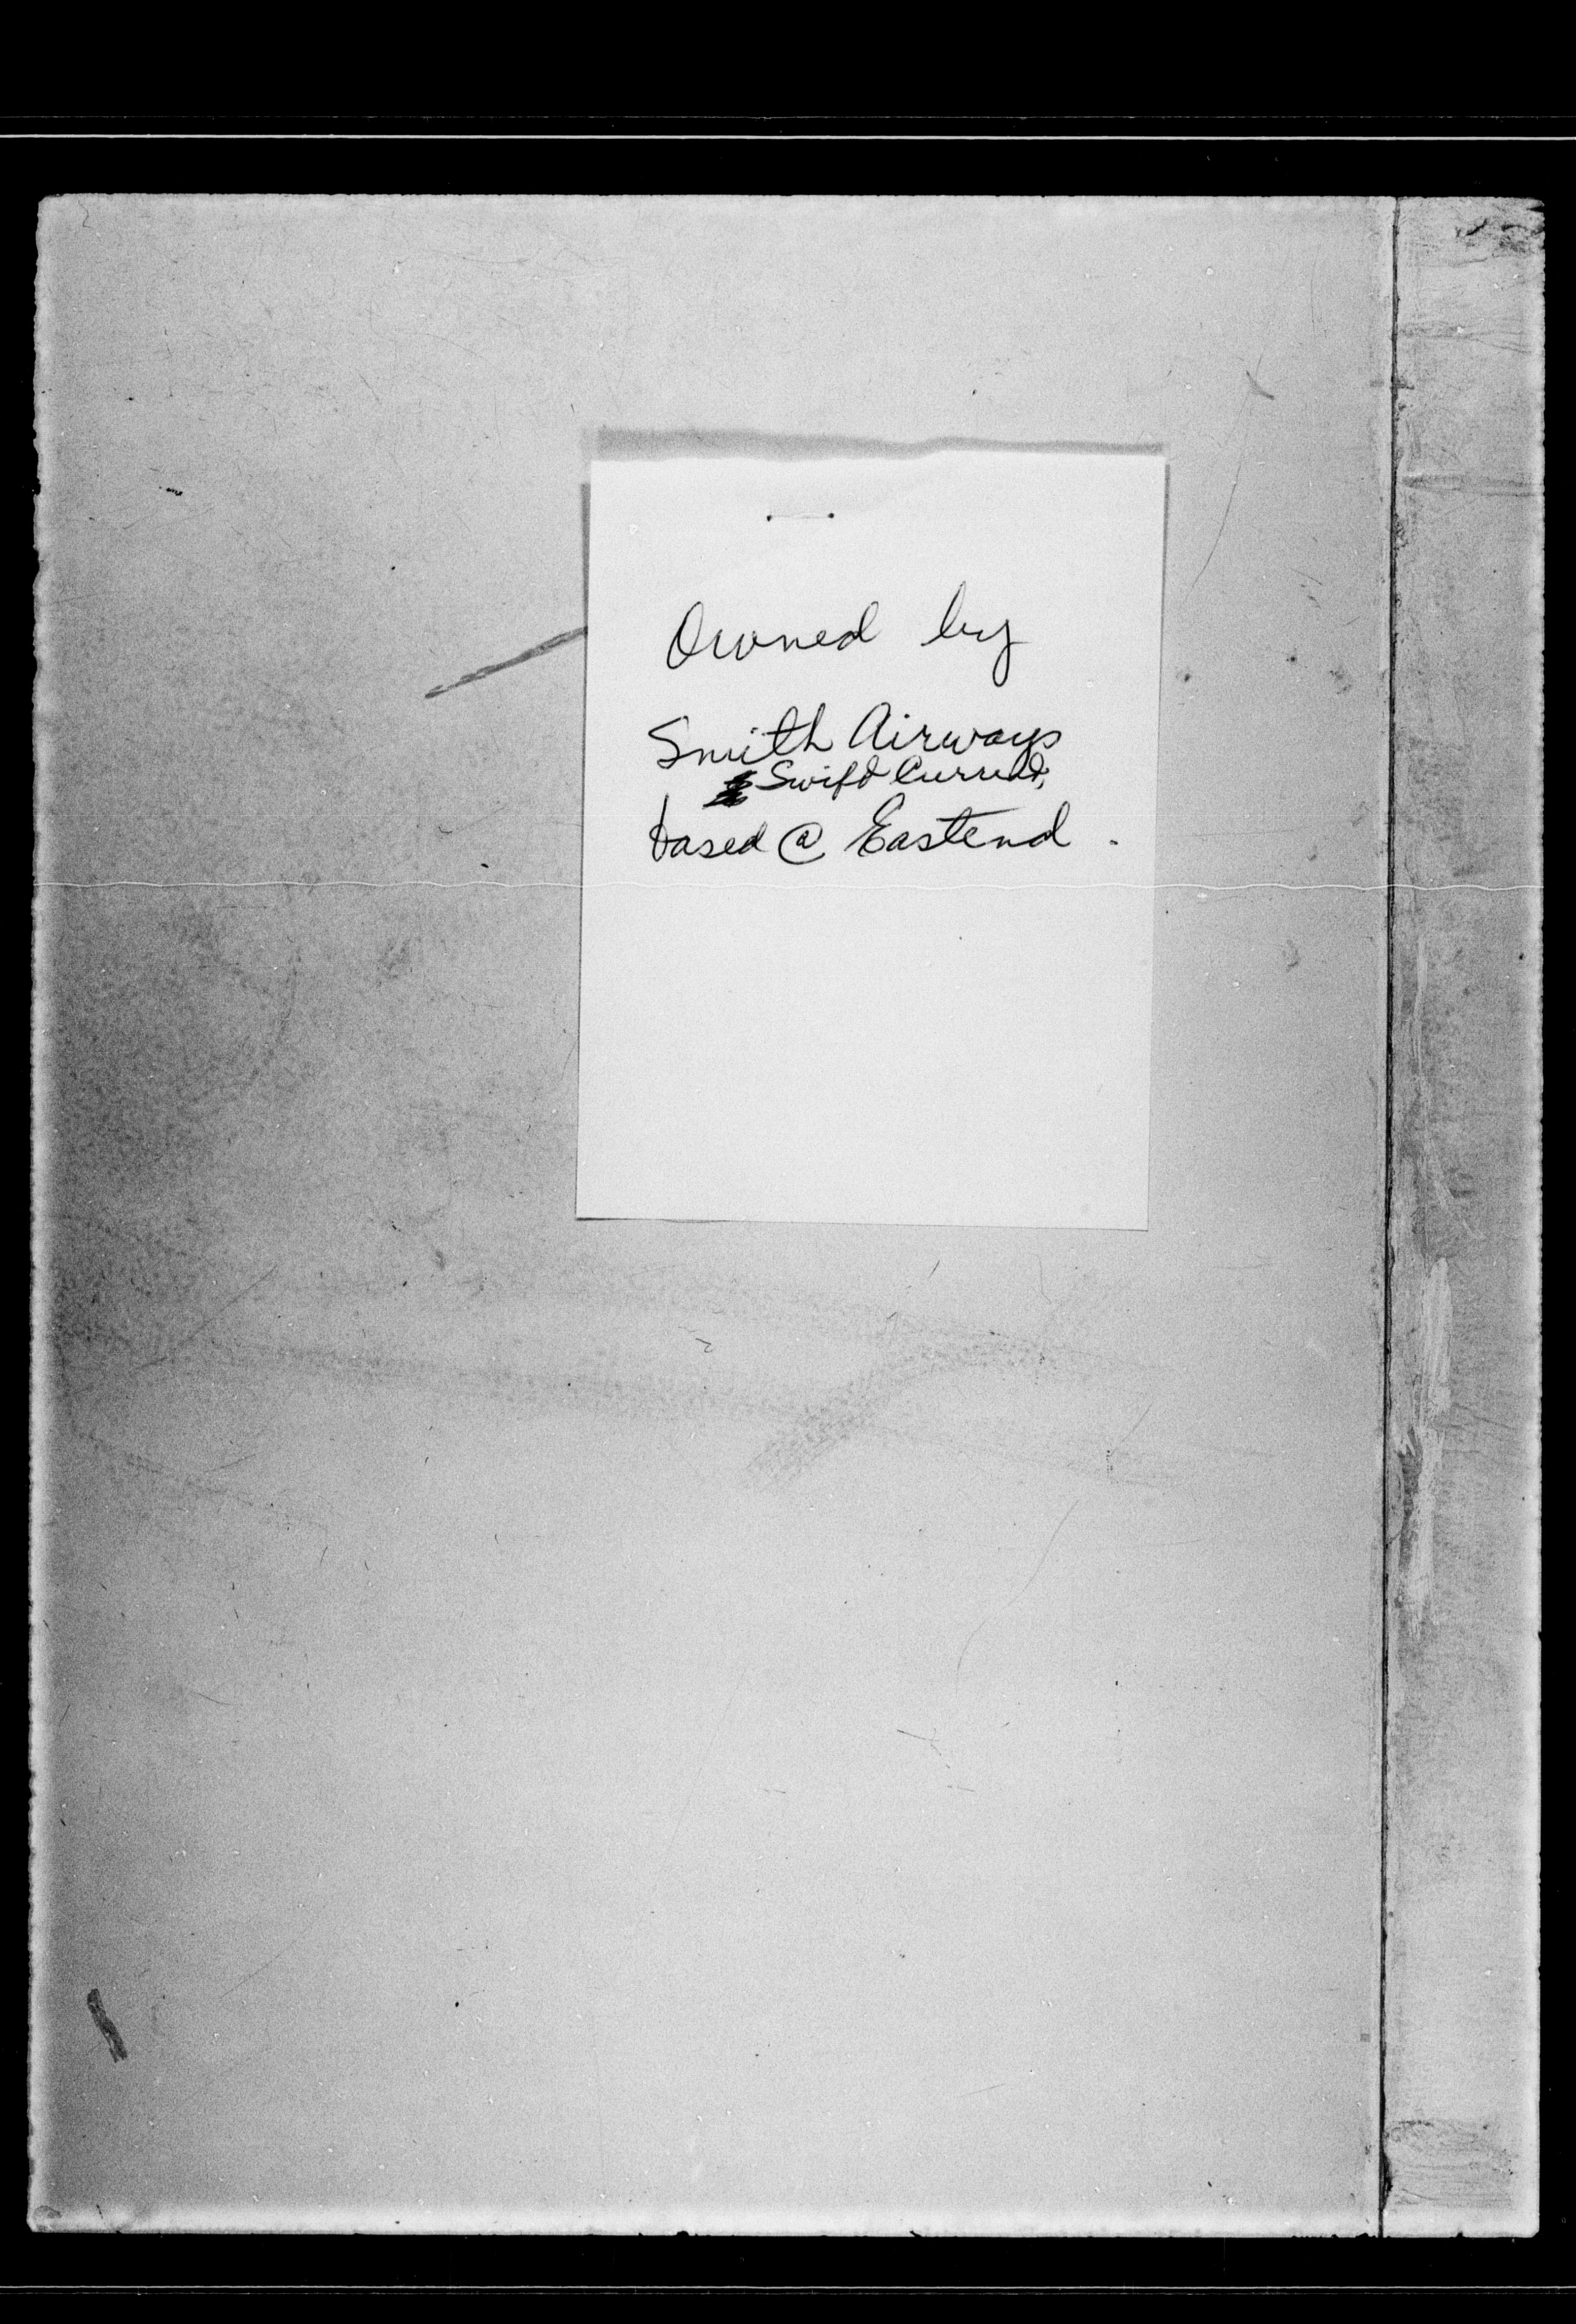 Owned by
Smith Airways
Swift Current,
based @ Eastend.